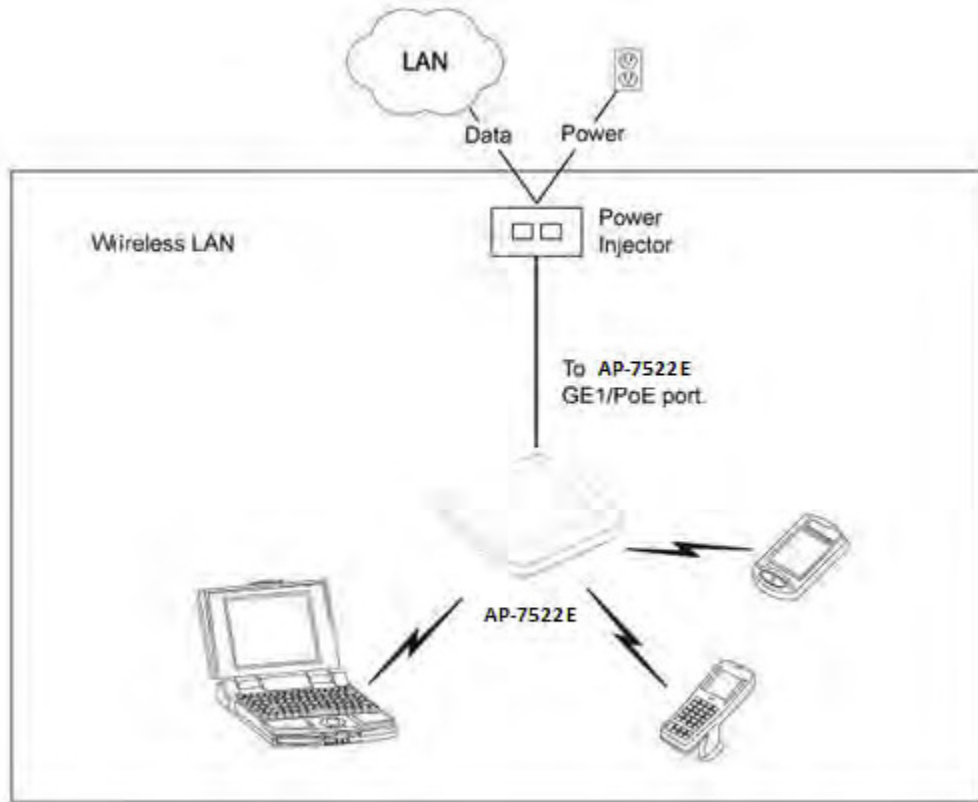 LAN
Data
Power
Power
Injector
Wireless LAN
To AP-7522E
GE1/PoE port.
AP-7522E